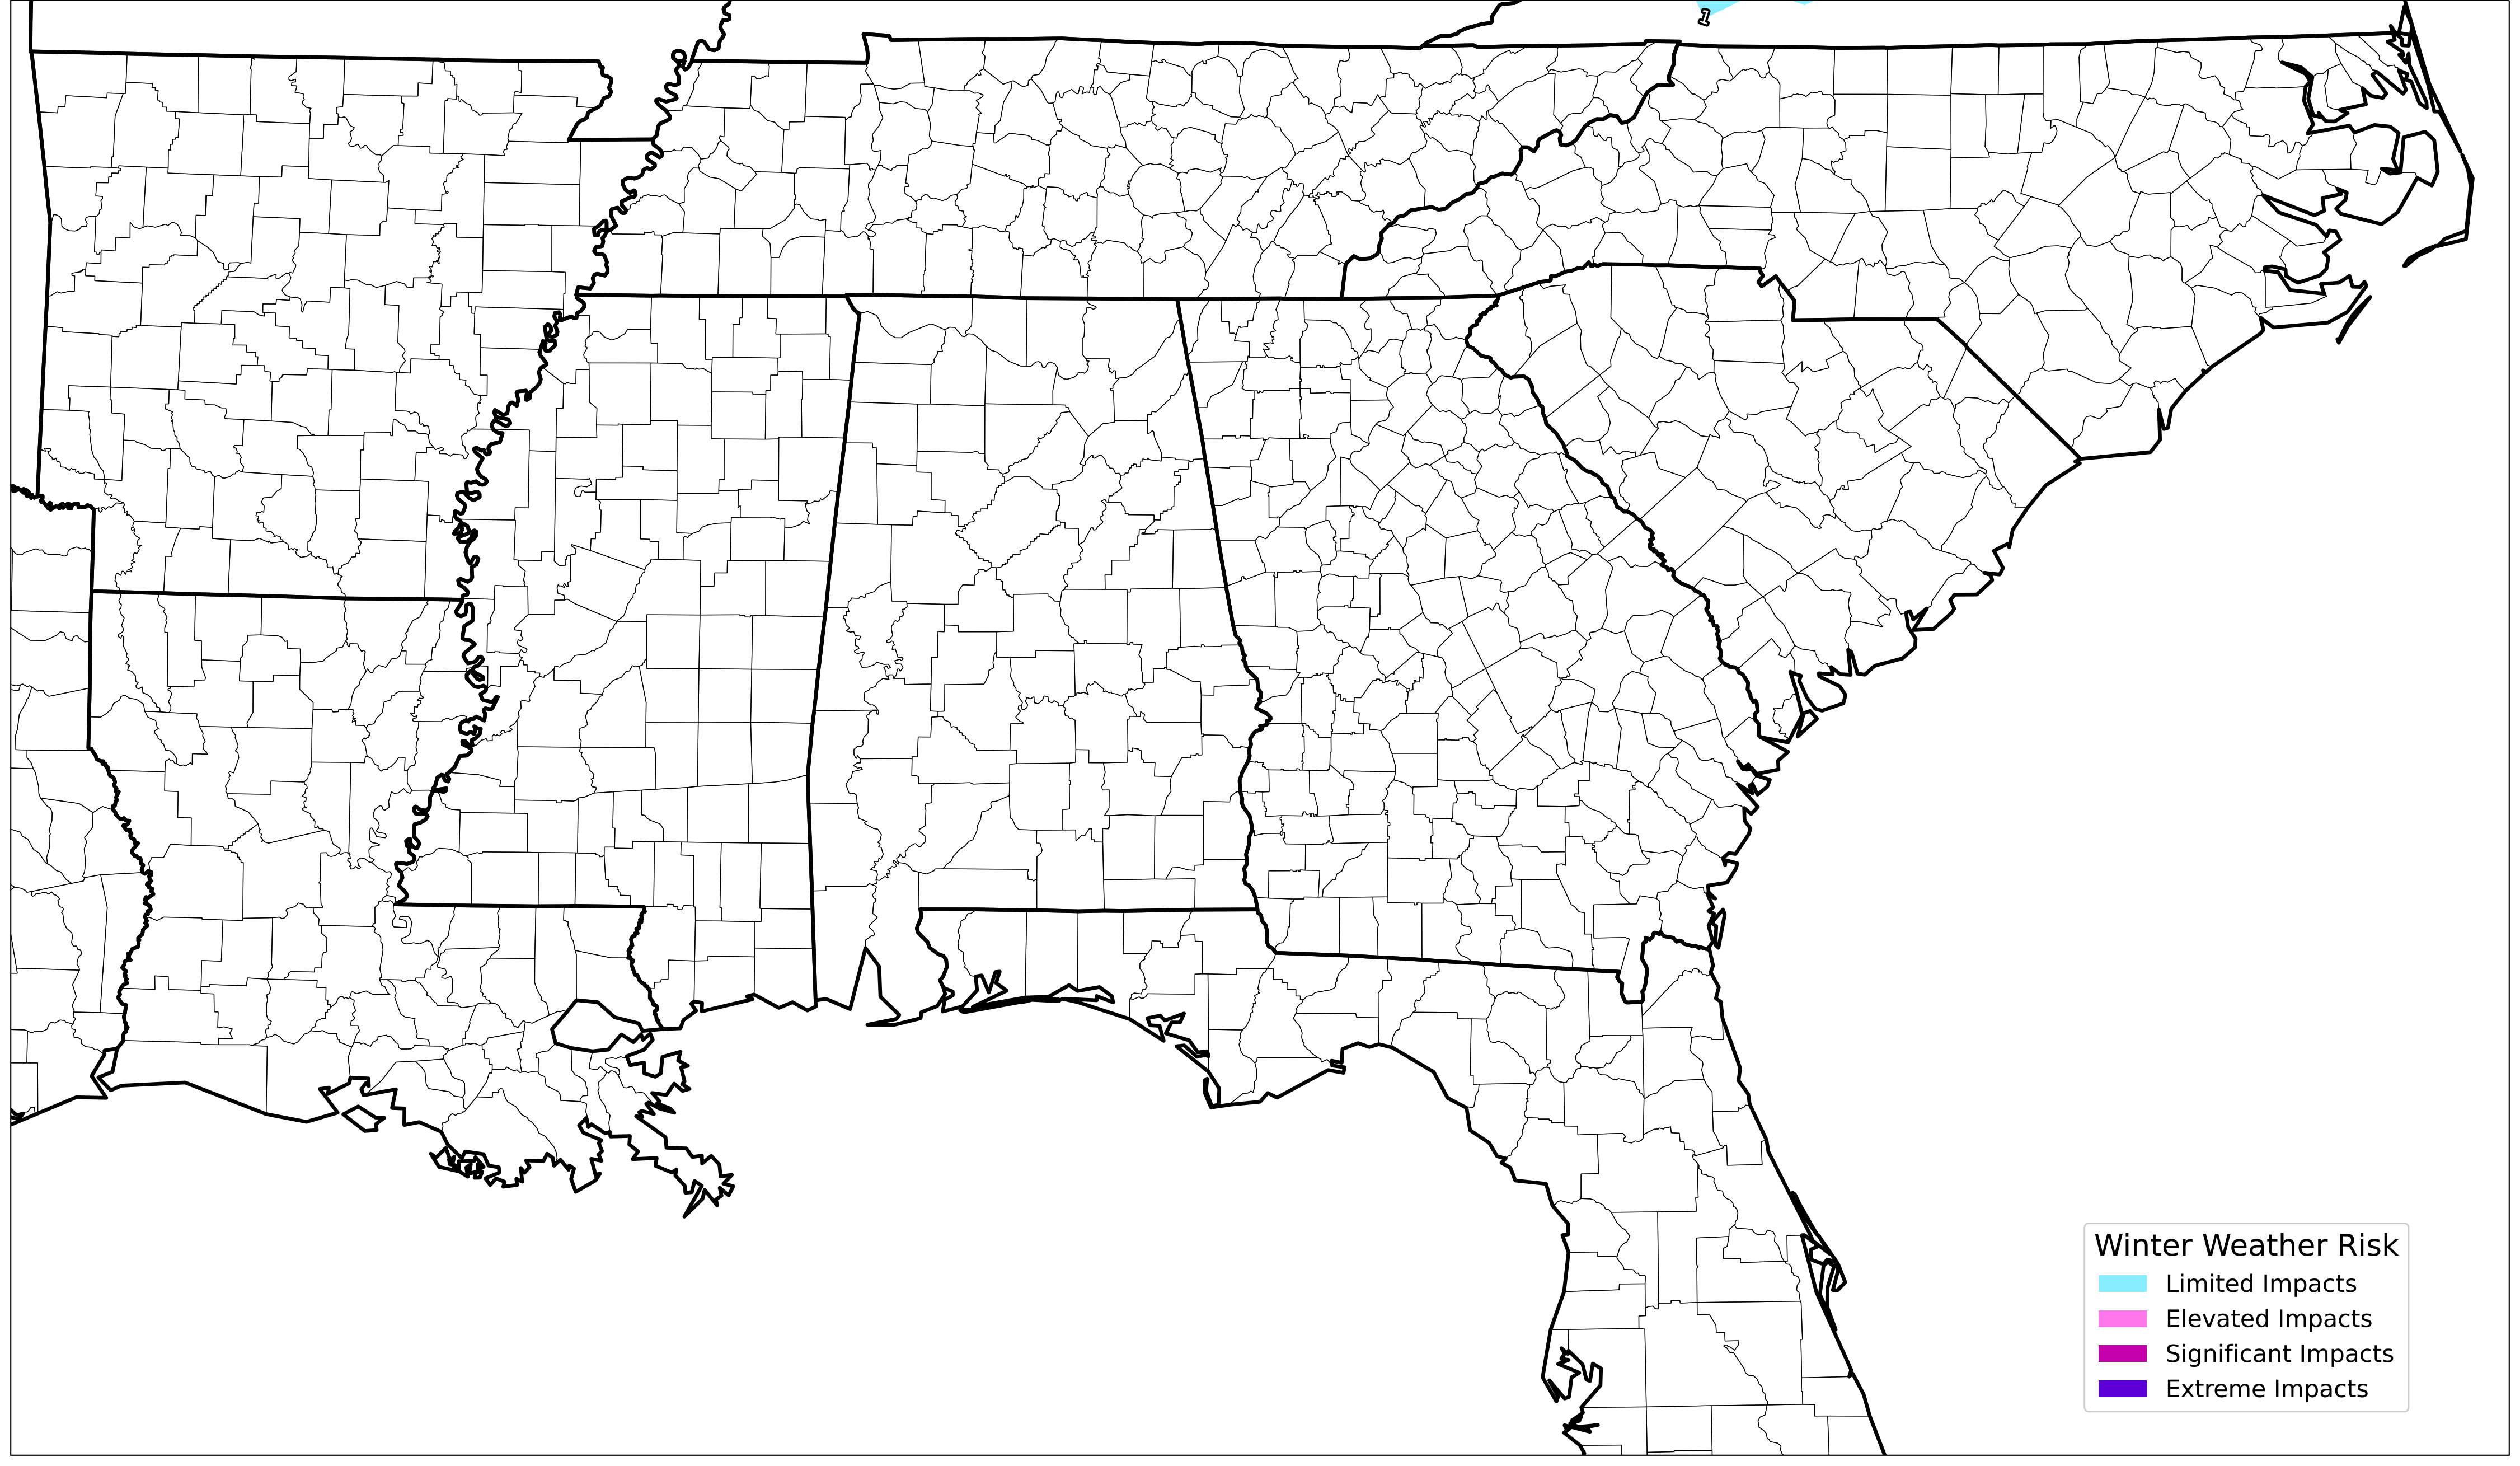 1
Winter Weather Risk
Limited Impacts
Elevated Impacts
Significant Impacts
Extreme Impacts